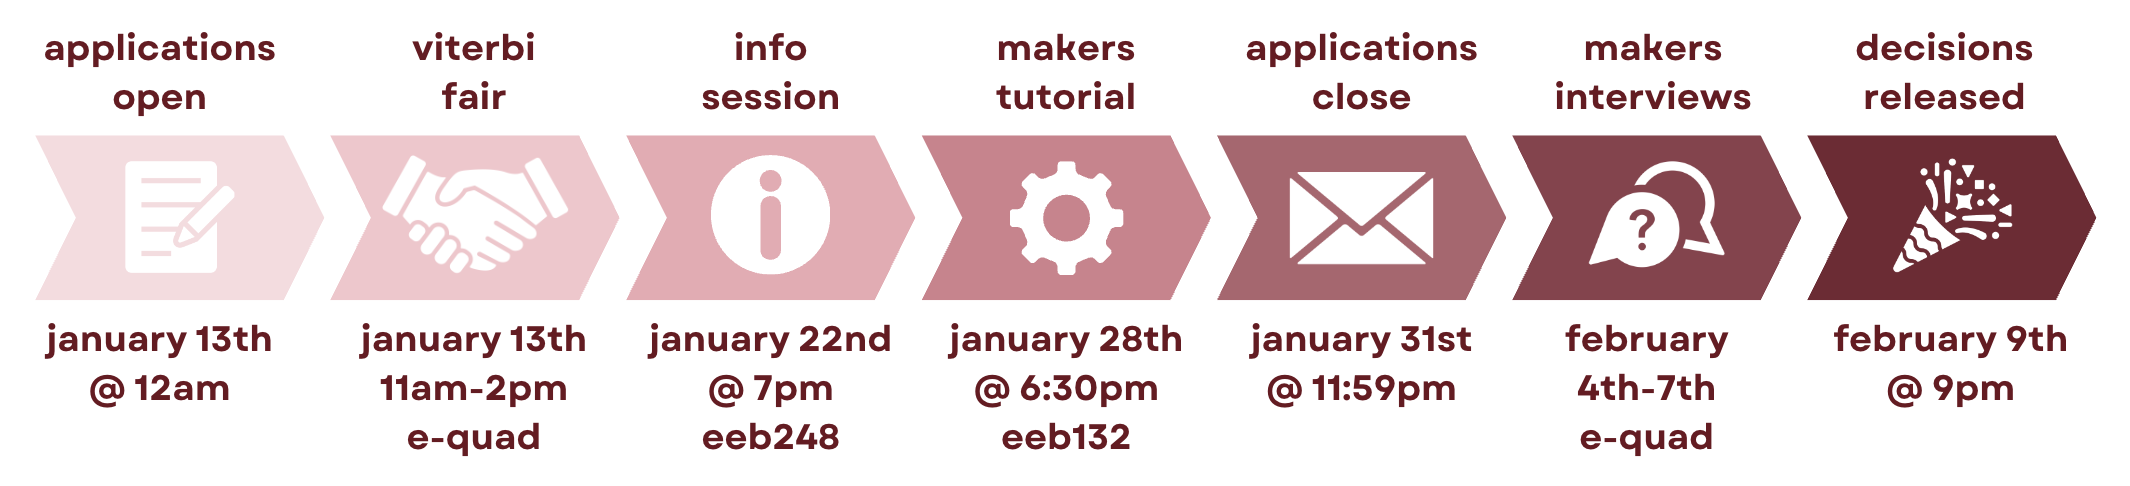 applications
open
january 13th
@ 12am
viterbi
fair
january 13th
11am-2pm
e-quad
info
session
january 22nd
@ 7pm
eeb248
makers
tutorial
january 28th
@ 6:30pm
eeb132
applications
close
january 31st
@ 11:59pm
makers
interviews
?
february
4th-7th
e-quad
decisions
released
february 9th
@ 9pm